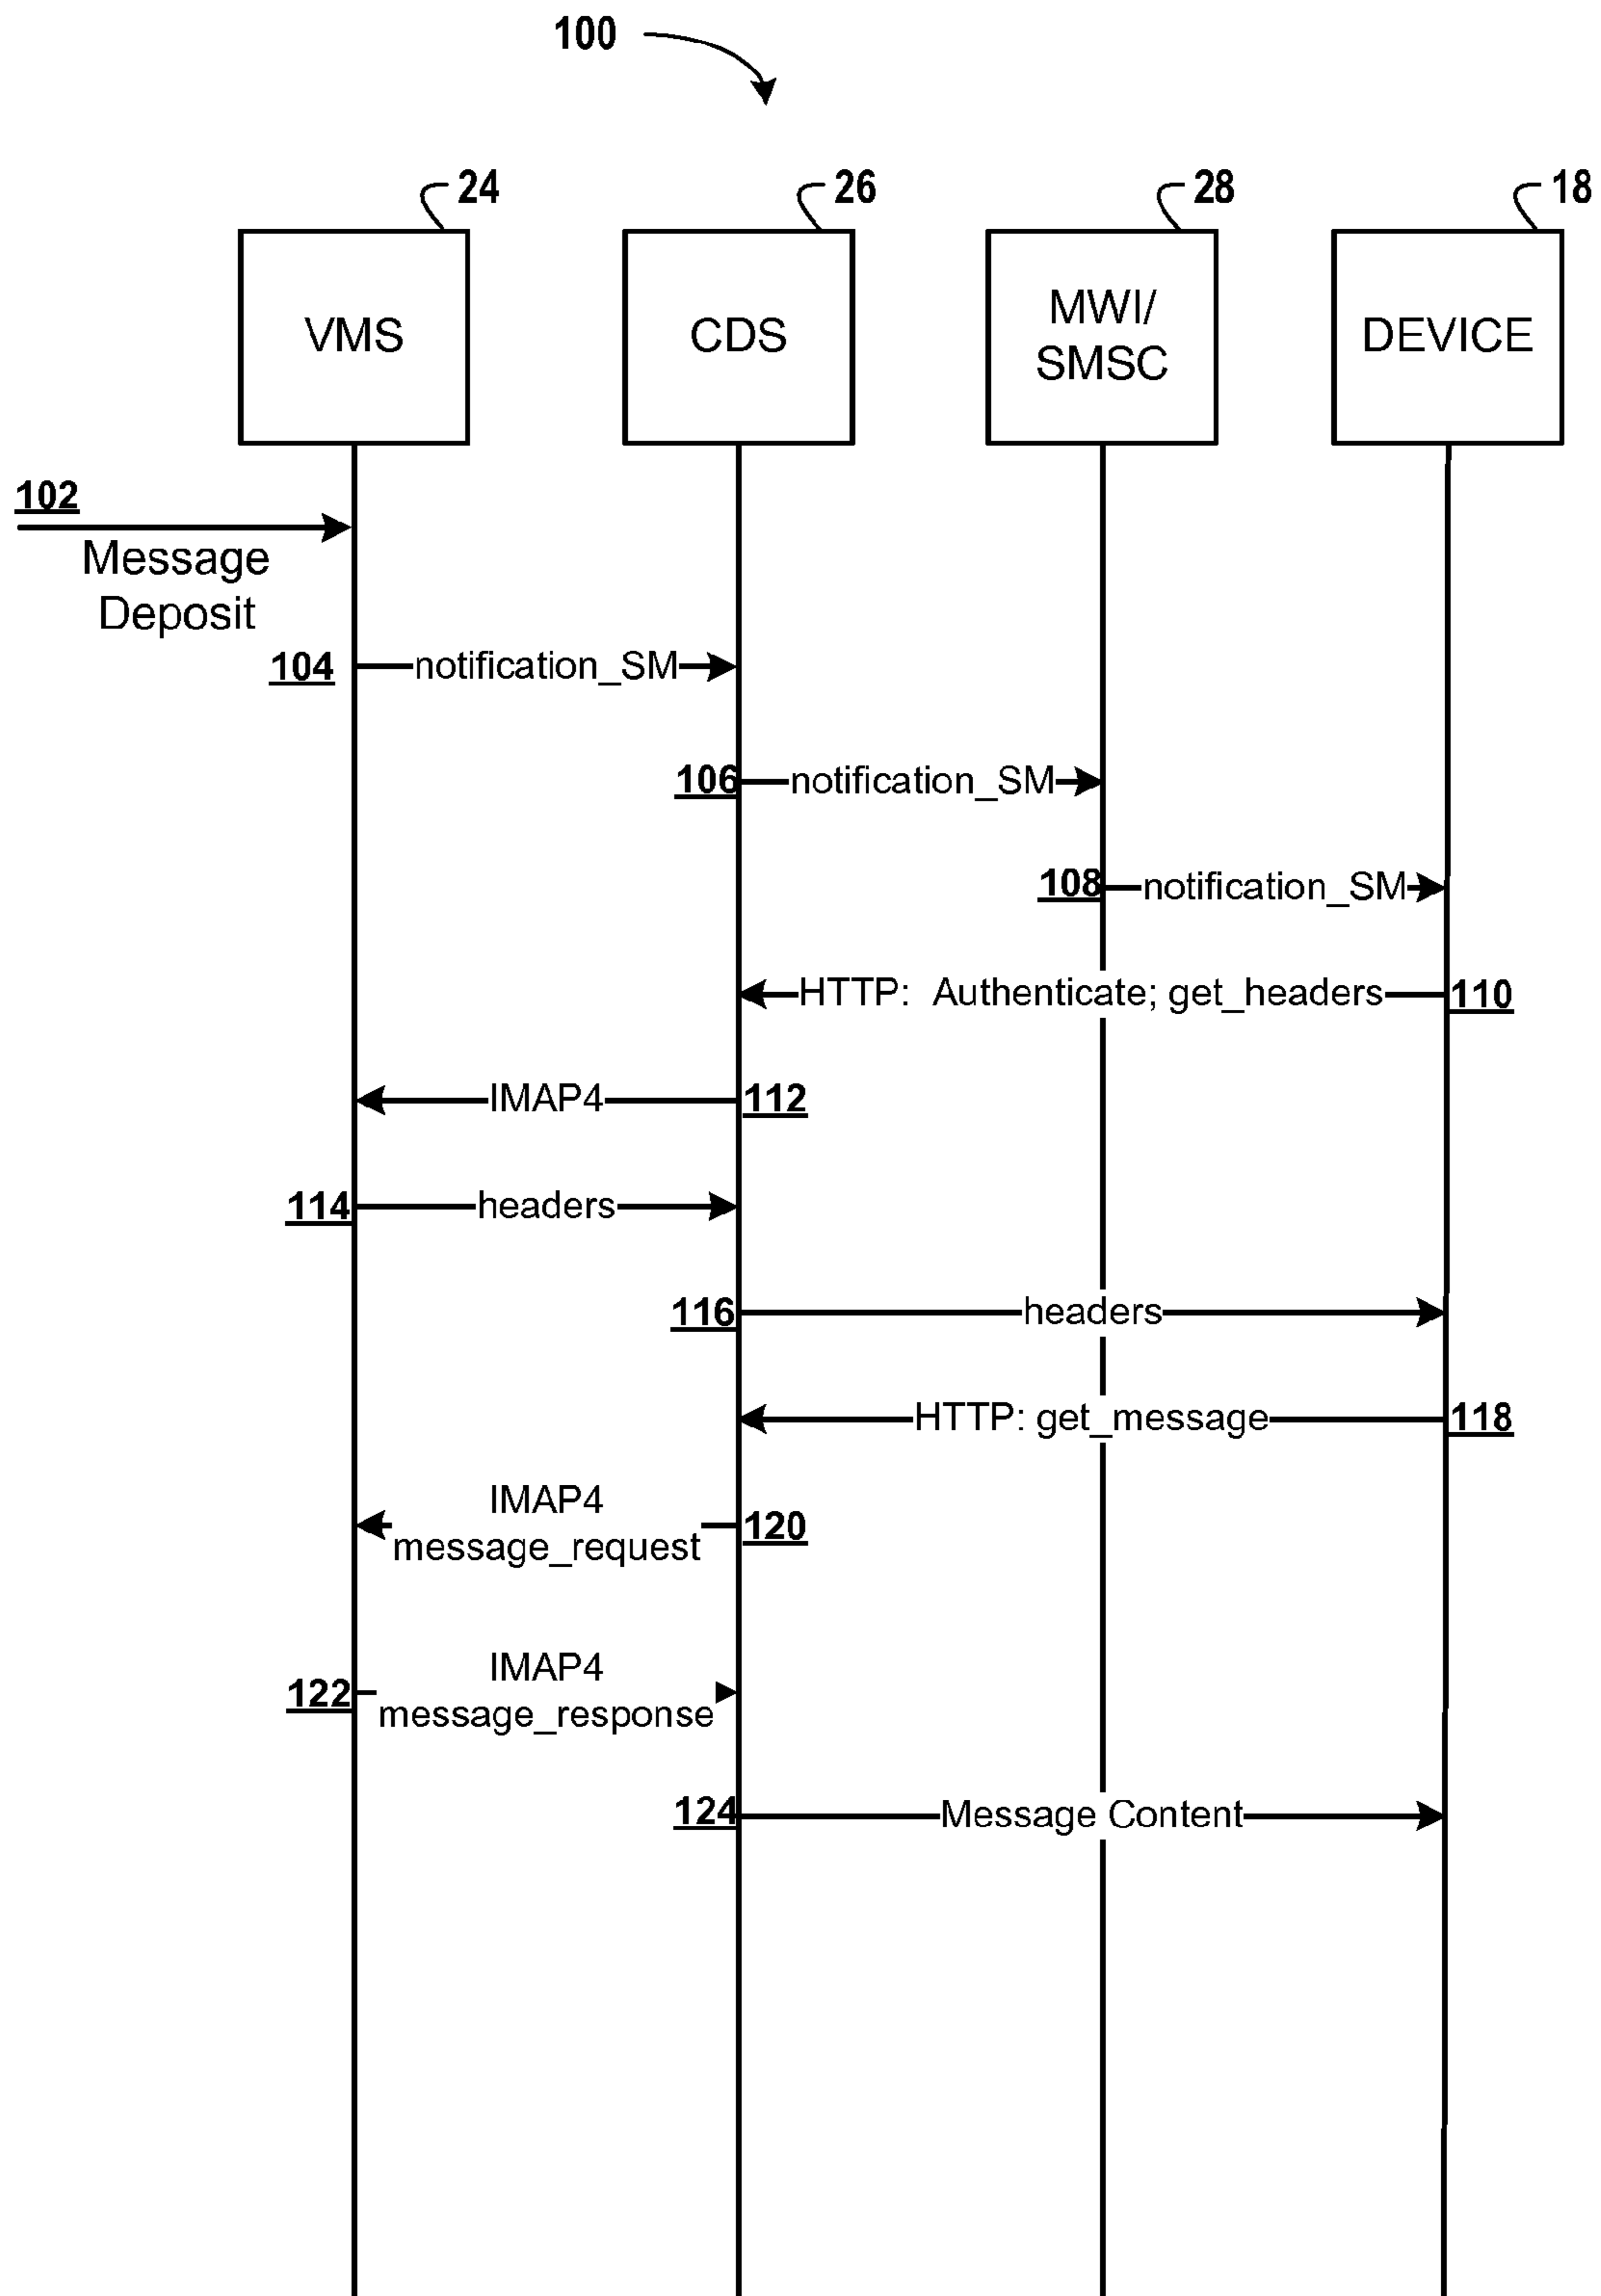 100
24
26
28
18
VMS
CDS
MWI/
SMSC
DEVICE
102
Message
Deposit
104
notification_SM
106
notification_SM
108
notification_SM
HTTP:  Authenticate; get_headers
110
IMAP4
112
114
headers
116
headers
HTTP: get_message
118
IMAP4
message_request
120
122
IMAP4
message_response
124
Message Content